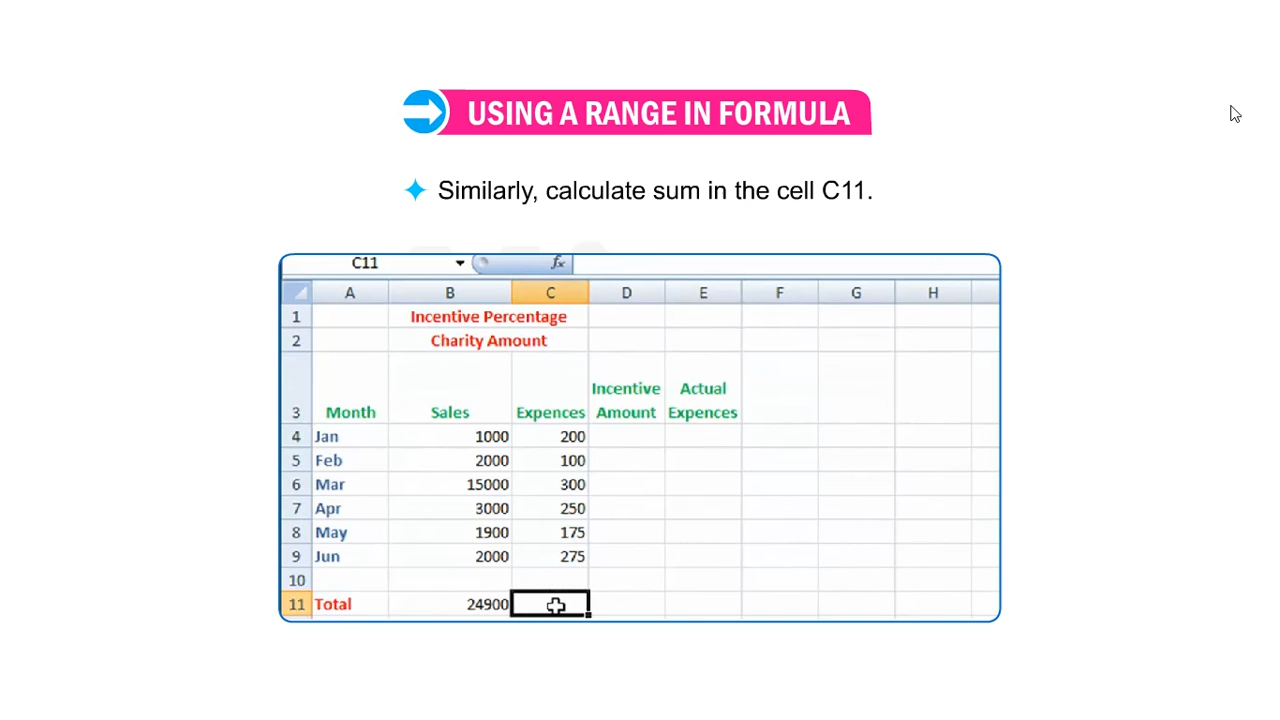 USING A RANGE IN FORMULA
Similarly, calculate sum in the cell C11.
C11 fx
A B C D E F G H
1 Incentive Percentage
2 Charity Amount
Incentive Actual
3 Month Sales Expences Amount Expences
4 Jan 1000 200
5 Feb 2000 100
6 Mar 15000 300
7 Apr 3000 250
8 May 1900 175
9 Jun 2000 275
10
11 Total 24900